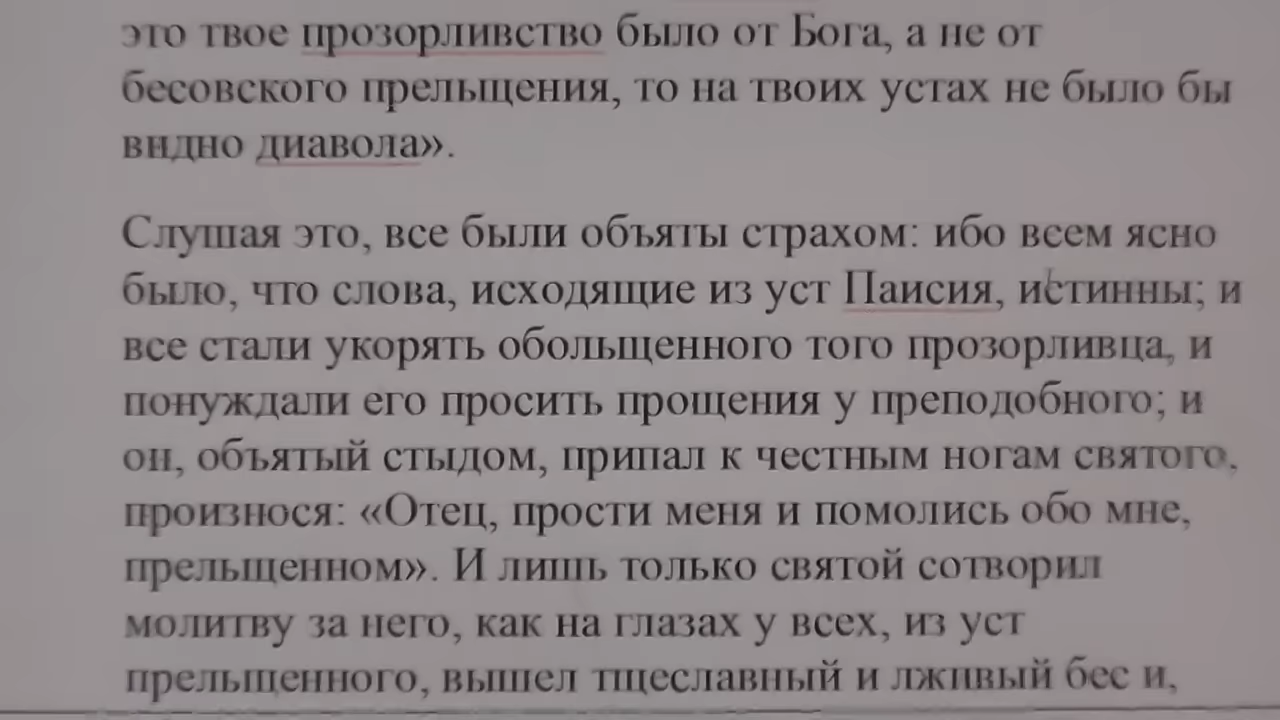 это твое прозорливство было от Бога, а не от
бесовского прельщения, то на твоих устах не было бы
видно диавола».
Слушая это, все были объяты страхом: ибо всем ясно
было, что слова, исходящие из уст Паисия, истинны; и
все стали укорять обольщенного того прозорливца, и
понуждали его просить прощения у преподобного; и
он, объятый стыдом, припал к честным ногам святого,
произнося: «Отец, прости меня и помолись обо мне,
прельщенном». И лишь только святой сотворил
молитву за него, как на глазах у всех, из уст
прельщенного, вышел тщеславный и лживый бес и,